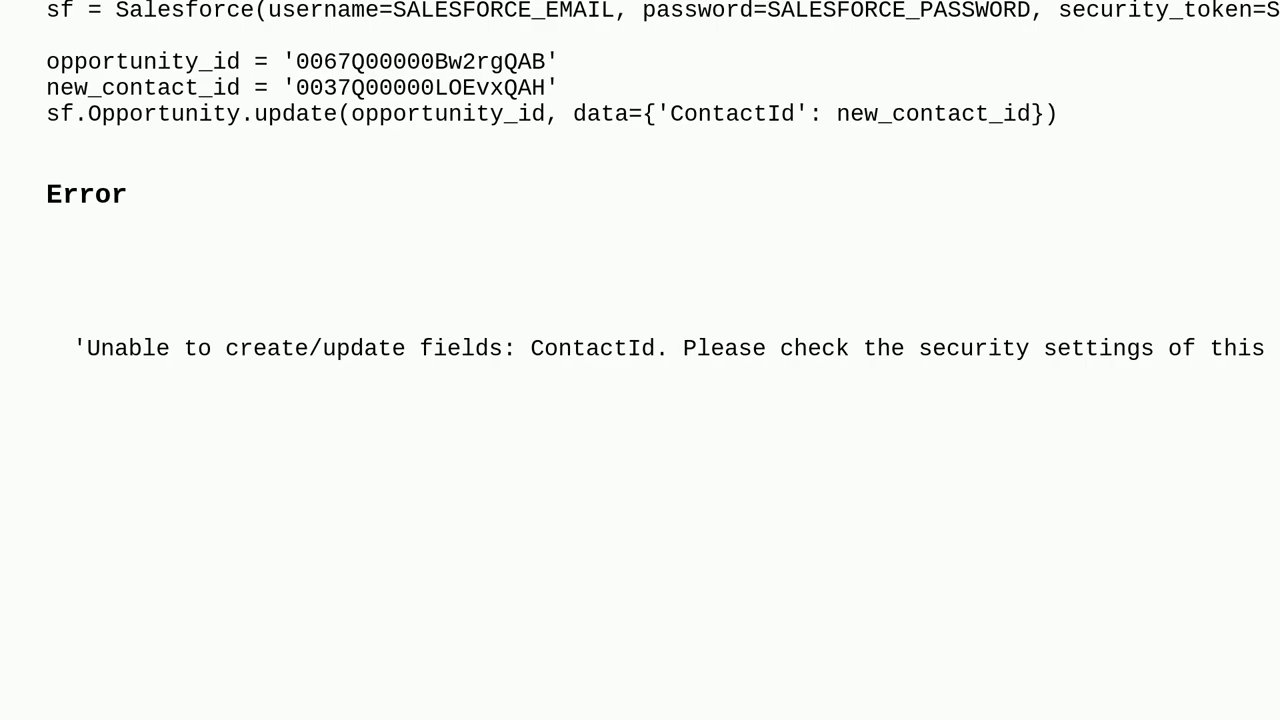 sf = Salesforce(username=SALESFORCE_EMAIL, password=SALESFORCE_PASSWORD, security_token=S
opportunity_id = '0067Q00000Bw2rgQAB'
new_contact_id = '0037Q00000LOEvxQAH'
sf.Opportunity.update(opportunity_id, data={'ContactId': new_contact_id})
Error
'Unable to create/update fields: ContactId. Please check the security settings of this